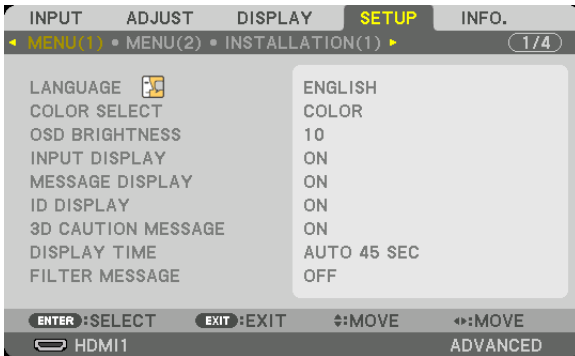 INPUT ADJUST DISPLAY SETUP INFO.
MENU(1) • MENU(2) • INSTALLATION(1) 1/4
LANGUAGE ENGLISH
COLOR SELECT COLOR
OSD BRIGHTNESS 10
INPUT DISPLAY ON
MESSAGE DISPLAY ON
ID DISPLAY ON
3D CAUTION MESSAGE ON
DISPLAY TIME AUTO 45 SEC
FILTER MESSAGE OFF
ENTER :SELECT EXIT :EXIT :MOVE :MOVE
HDMI1 ADVANCED